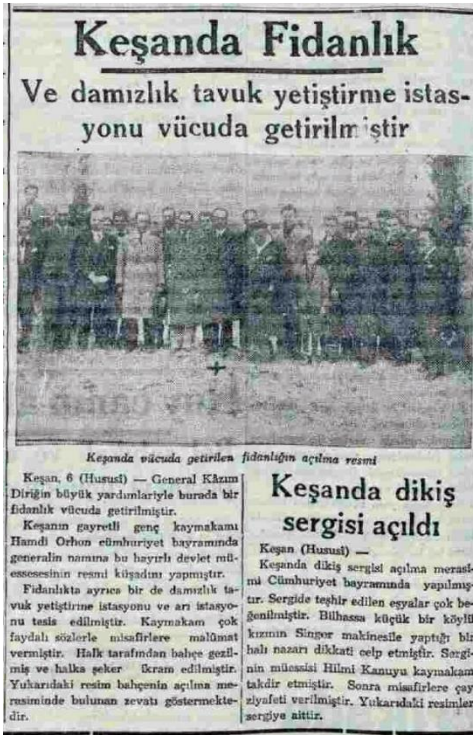 Keşanda Fidanlık
Ve damızlık tavuk yetiştirme istas-
yonu vücuda getirilmiştir
Keşanda vücuda getirilen fidanlığın açılma resmi
Keşan, 6 (Hususî) — General Kâzım
Diriğin büyük yardımlariyle burada bir
fidanlık vücuda getirilmiştir.
Keşanın gayretli genç kaymakamı
Hamdi Orhon cümhuriyet bayramında
generalin namına bu hayırlı devlet mü-
essesesinin resmi küşadını yapmıştır.
Fidanlıkta ayrıca bir de damızlık ta-
vuk yetiştirme istasyonu ve arı istasyo-
nu tesis edilmiştir. Kaymakam çok
faydalı sözlerle misafirlere malûmat
vermiştir. Halk tarafından bahçe gezil-
miş ve halka şeker ikram edilmiştir.
Yukarıdaki resim bahçenin açılma me-
rasiminde bulunan zevatı göstermekte-
dir.
Keşanda dikiş
sergisi açıldı
Keşan (Hususî) —
Keşanda dikiş sergisi açılma merasi-
mi Cümhuriyet bayramında yapılmış-
tır. Sergide teşhir edilen eşyalar çok be-
ğenilmiştir. Bilhassa küçük bir köylü
kızının Singer makinesile yaptığı bir
halı nazarı dikkati celp etmiştir. Sergi-
nin müessisi Hilmi Kanuyu kaymakam
takdir etmiştir. Sonra misafirlere çay
ziyafeti verilmiştir. Yukarıdaki resimler
sergiye aittir.